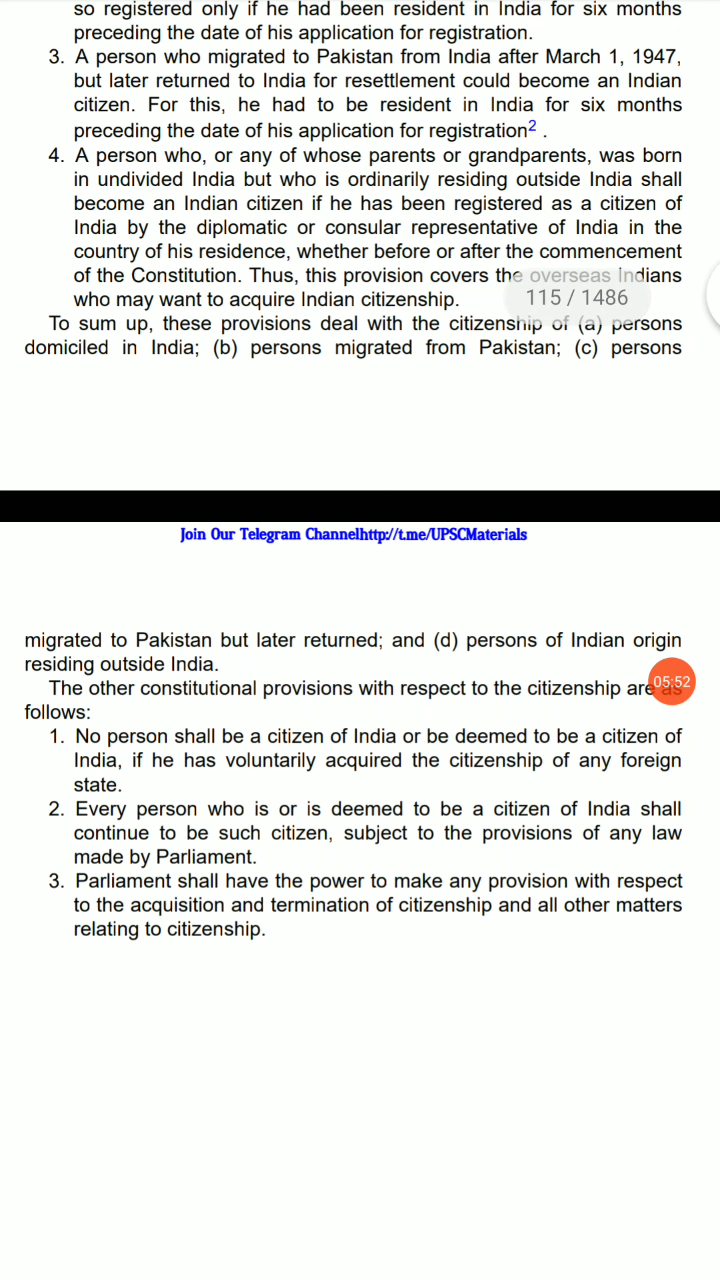 so registered only if he had been resident in India for six months
preceding the date of his application for registration.
3. A person who migrated to Pakistan from India after March 1, 1947,
but later returned to India for resettlement could become an Indian
citizen. For this, he had to be resident in India for six months
preceding the date of his application for registration2 .
4. A person who, or any of whose parents or grandparents, was born
in undivided India but who is ordinarily residing outside India shall
become an Indian citizen if he has been registered as a citizen of
India by the diplomatic or consular representative of India in the
country of his residence, whether before or after the commencement
of the Constitution. Thus, this provision covers the overseas Indians
who may want to acquire Indian citizenship.
115 / 1486
To sum up, these provisions deal with the citizenship of (a) persons
domiciled in India; (b) persons migrated from Pakistan; (c) persons
Join Our Telegram Channelhttp://t.me/UPSCMaterials
migrated to Pakistan but later returned; and (d) persons of Indian origin
residing outside India.
The other constitutional provisions with respect to the citizenship are as
05:52
follows:
1. No person shall be a citizen of India or be deemed to be a citizen of
India, if he has voluntarily acquired the citizenship of any foreign
state.
2. Every person who is or is deemed to be a citizen of India shall
continue to be such citizen, subject to the provisions of any law
made by Parliament.
3. Parliament shall have the power to make any provision with respect
to the acquisition and termination of citizenship and all other matters
relating to citizenship.